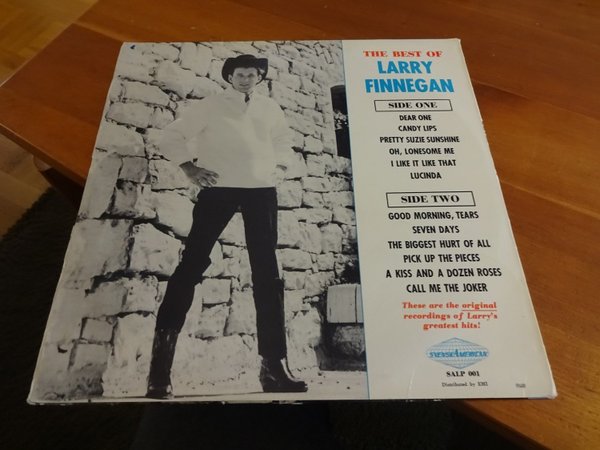 THE BEST OF
LARRY
FINNEGAN
SIDE ONE
DEAR ONE
CANDY LIPS
PRETTY SUZIE SUNSHINE
OH, LONESOME ME
I LIKE IT LIKE THAT
LUCINDA
SIDE TWO
GOOD MORNING, TEARS
SEVEN DAYS
THE BIGGEST HURT OF ALL
PICK UP THE PIECES
A KISS AND A DOZEN ROSES
CALL ME THE JOKER
These are the original
recordings of Larry's
greatest hits!
SVENSKAMERICAN
SALP 001
Distributed by